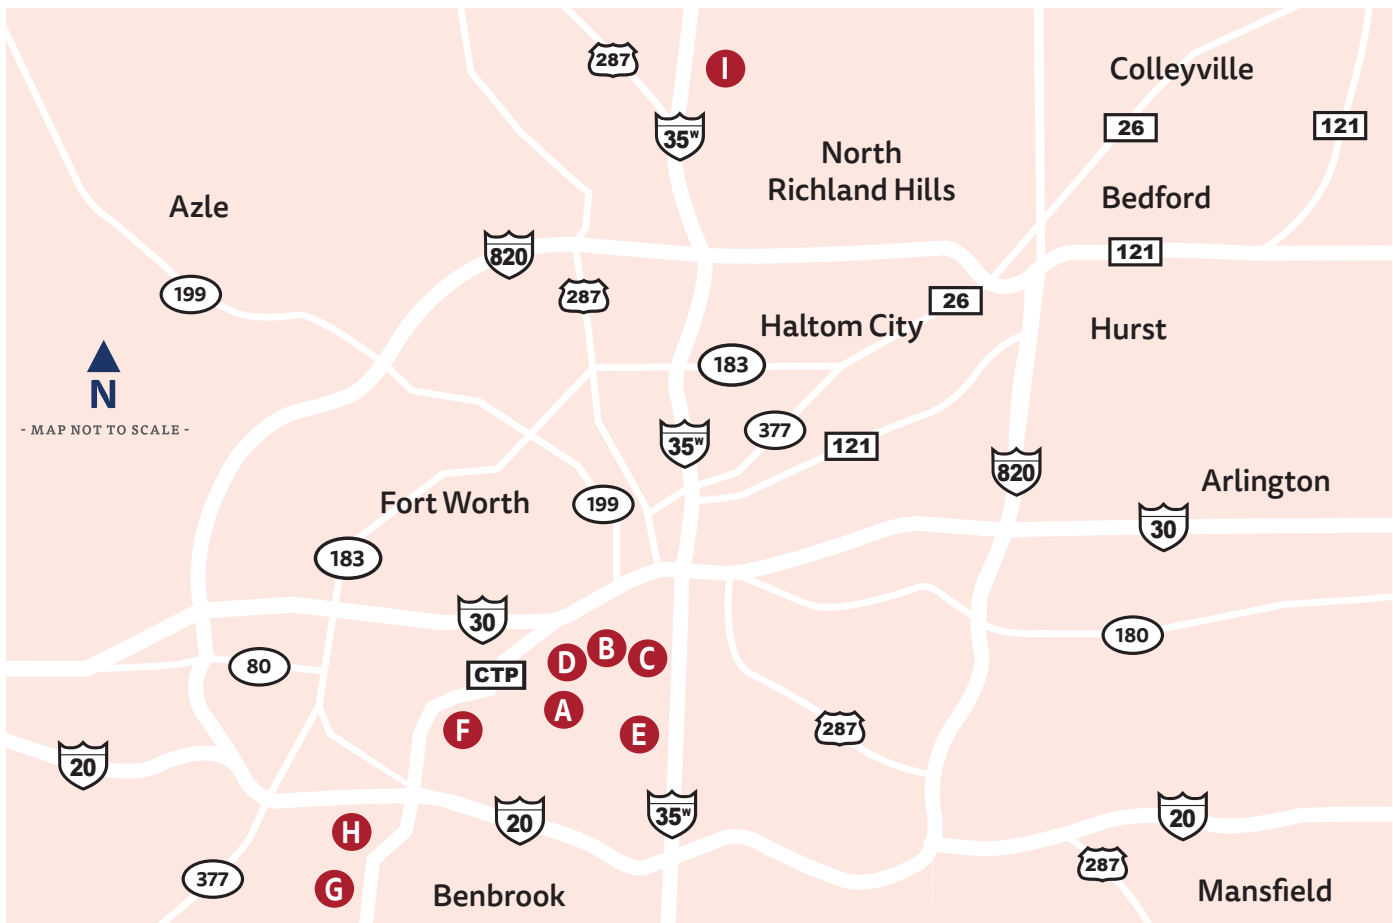 287
I
Colleyville
35W
26
121
North
Richland Hills
Azle
Bedford
820
121
199
287
26
Haltom City
Hurst
183
N
- MAP NOT TO SCALE -
35W
377
121
820
Arlington
Fort Worth
199
30
183
30
180
80
CTP
D
B
C
A
F
E
287
20
20
35W
20
H
287
377
G
Benbrook
Mansfield